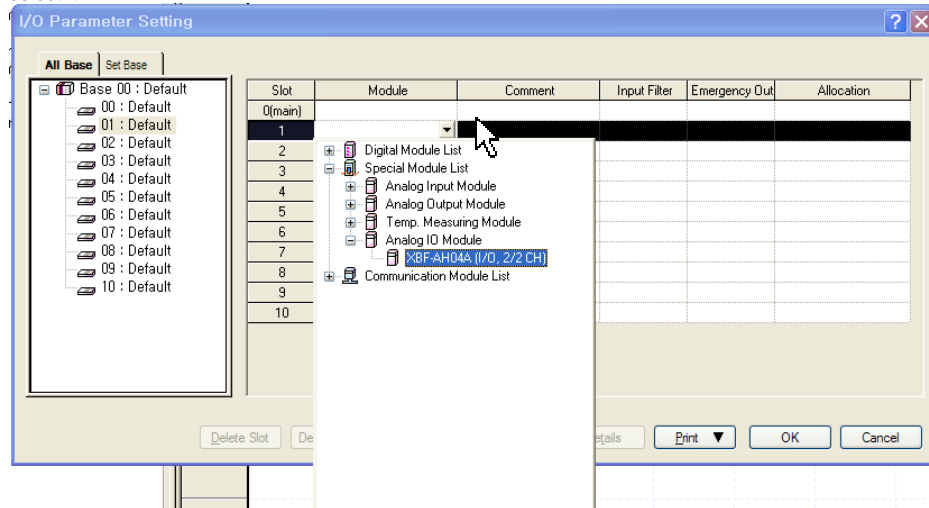 I/O Parameter Setting
All Base Set Base
Base 00 : Default
00 : Default
01 : Default
02 : Default
03 : Default
04 : Default
05 : Default
06 : Default
07 : Default
08 : Default
09 : Default
10 : Default
Slot Module Comment Input Filter Emergency Out Allocation
0(main)
1
2
3
4
5
6
7
8
9
10
Digital Module List
Special Module List
Analog Input Module
Analog Output Module
Temp. Measuring Module
Analog IO Module
XBF-AH04A (I/O, 2/2 CH)
Communication Module List
Delete Slot De etails Print ▼ OK Cancel